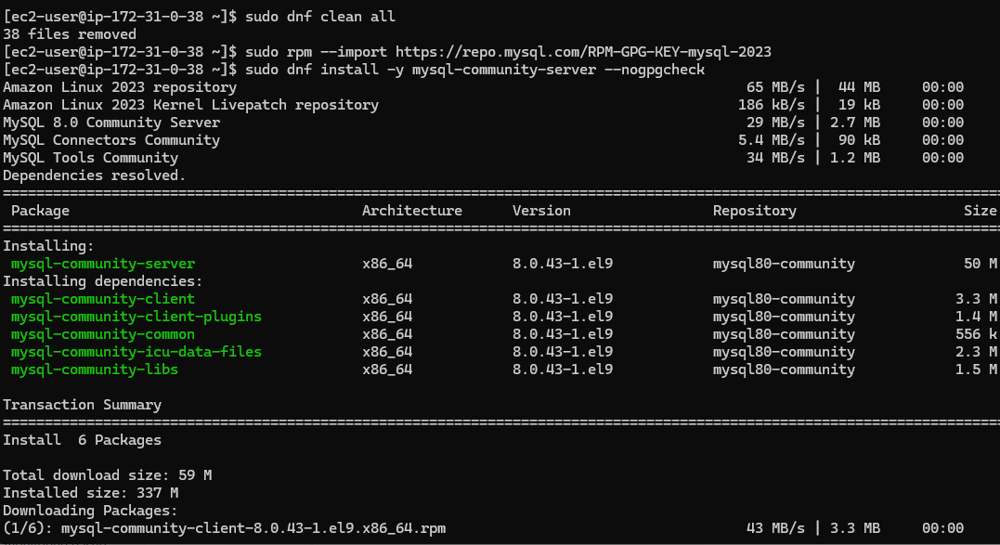 [ec2-user@ip-172-31-0-38 ~]$ sudo dnf clean all
38 files removed
[ec2-user@ip-172-31-0-38 ~]$ sudo rpm --import https://repo.mysql.com/RPM-GPG-KEY-mysql-2023
[ec2-user@ip-172-31-0-38 ~]$ sudo dnf install -y mysql-community-server --nogpgcheck
Amazon Linux 2023 repository 65 MB/s | 44 MB 00:00
Amazon Linux 2023 Kernel Livepatch repository 186 kB/s | 19 kB 00:00
MySQL 8.0 Community Server 29 MB/s | 2.7 MB 00:00
MySQL Connectors Community 5.4 MB/s | 90 kB 00:00
MySQL Tools Community 34 MB/s | 1.2 MB 00:00
Dependencies resolved.
Package Architecture Version Repository Size
Installing:
mysql-community-server x86_64 8.0.43-1.el9 mysql80-community 50 M
Installing dependencies:
mysql-community-client x86_64 8.0.43-1.el9 mysql80-community 3.3 M
mysql-community-client-plugins x86_64 8.0.43-1.el9 mysql80-community 1.4 M
mysql-community-common x86_64 8.0.43-1.el9 mysql80-community 556 k
mysql-community-icu-data-files x86_64 8.0.43-1.el9 mysql80-community 2.3 M
mysql-community-libs x86_64 8.0.43-1.el9 mysql80-community 1.5 M
Transaction Summary
Install 6 Packages
Total download size: 59 M
Installed size: 337 M
Downloading Packages:
(1/6): mysql-community-client-8.0.43-1.el9.x86_64.rpm 43 MB/s | 3.3 MB 00:00